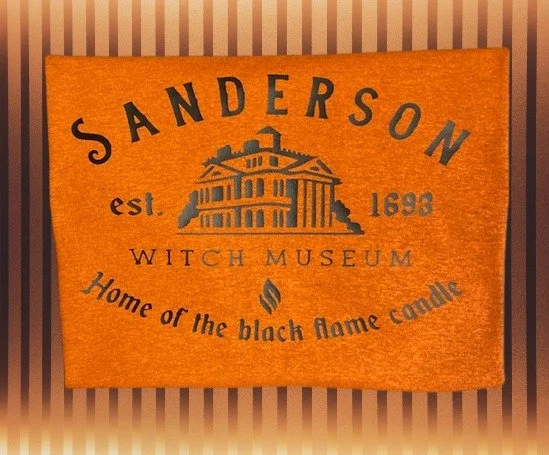 SANDERSON
est. 1693
WITCH MUSEUM
Home of the black flame candle